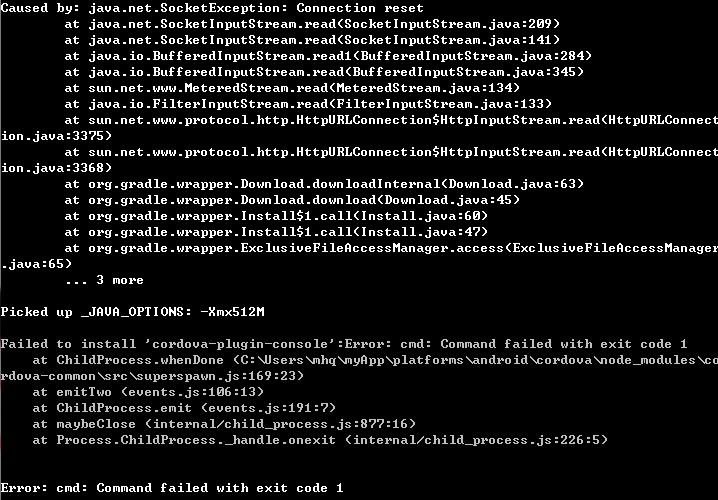 Caused by: java.net.SocketException: Connection reset
at java.net.SocketInputStream.read(SocketInputStream.java:209)
at java.net.SocketInputStream.read(SocketInputStream.java:141)
at java.io.BufferedInputStream.read1(BufferedInputStream.java:284)
at java.io.BufferedInputStream.read(BufferedInputStream.java:345)
at sun.net.www.MeteredStream.read(MeteredStream.java:134)
at java.io.FilterInputStream.read(FilterInputStream.java:133)
at sun.net.www.protocol.http.HttpURLConnection$HttpInputStream.read(HttpURLConnect
ion.java:3375)
at sun.net.www.protocol.http.HttpURLConnection$HttpInputStream.read(HttpURLConnect
ion.java:3368)
at org.gradle.wrapper.Download.downloadInternal(Download.java:63)
at org.gradle.wrapper.Download.download(Download.java:45)
at org.gradle.wrapper.Install$1.call(Install.java:60)
at org.gradle.wrapper.Install$1.call(Install.java:47)
at org.gradle.wrapper.ExclusiveFileAccessManager.access(ExclusiveFileAccessManager
.java:65)
... 3 more
Picked up _JAVA_OPTIONS: -Xmx512M
Failed to install 'cordova-plugin-console':Error: cmd: Command failed with exit code 1
at ChildProcess.whenDone (C:\Users\mhq\myApp\platforms\android\cordova\node_modules\co
rdova-common\src\superspawn.js:169:23)
at emitTwo (events.js:106:13)
at ChildProcess.emit (events.js:191:7)
at maybeClose (internal/child_process.js:877:16)
at Process.ChildProcess._handle.onexit (internal/child_process.js:226:5)
Error: cmd: Command failed with exit code 1